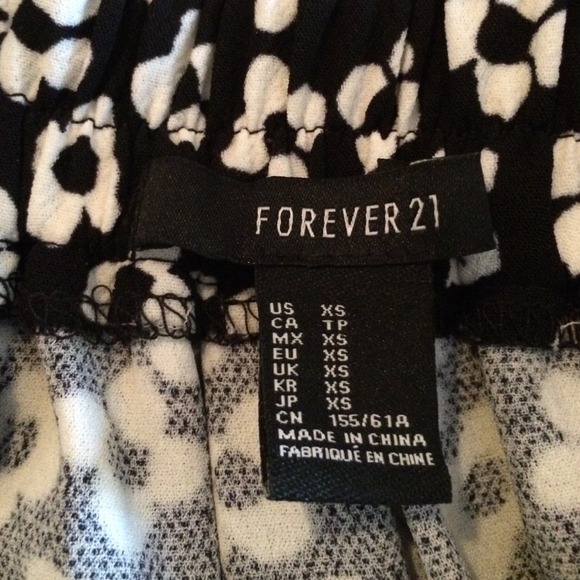 FOREVER 21
US XS
CA TP
MX XS
EU XS
UK XS
KR XS
JP XS
CN 155/61A
MADE IN CHINA
FABRIQUÉ EN CHINE